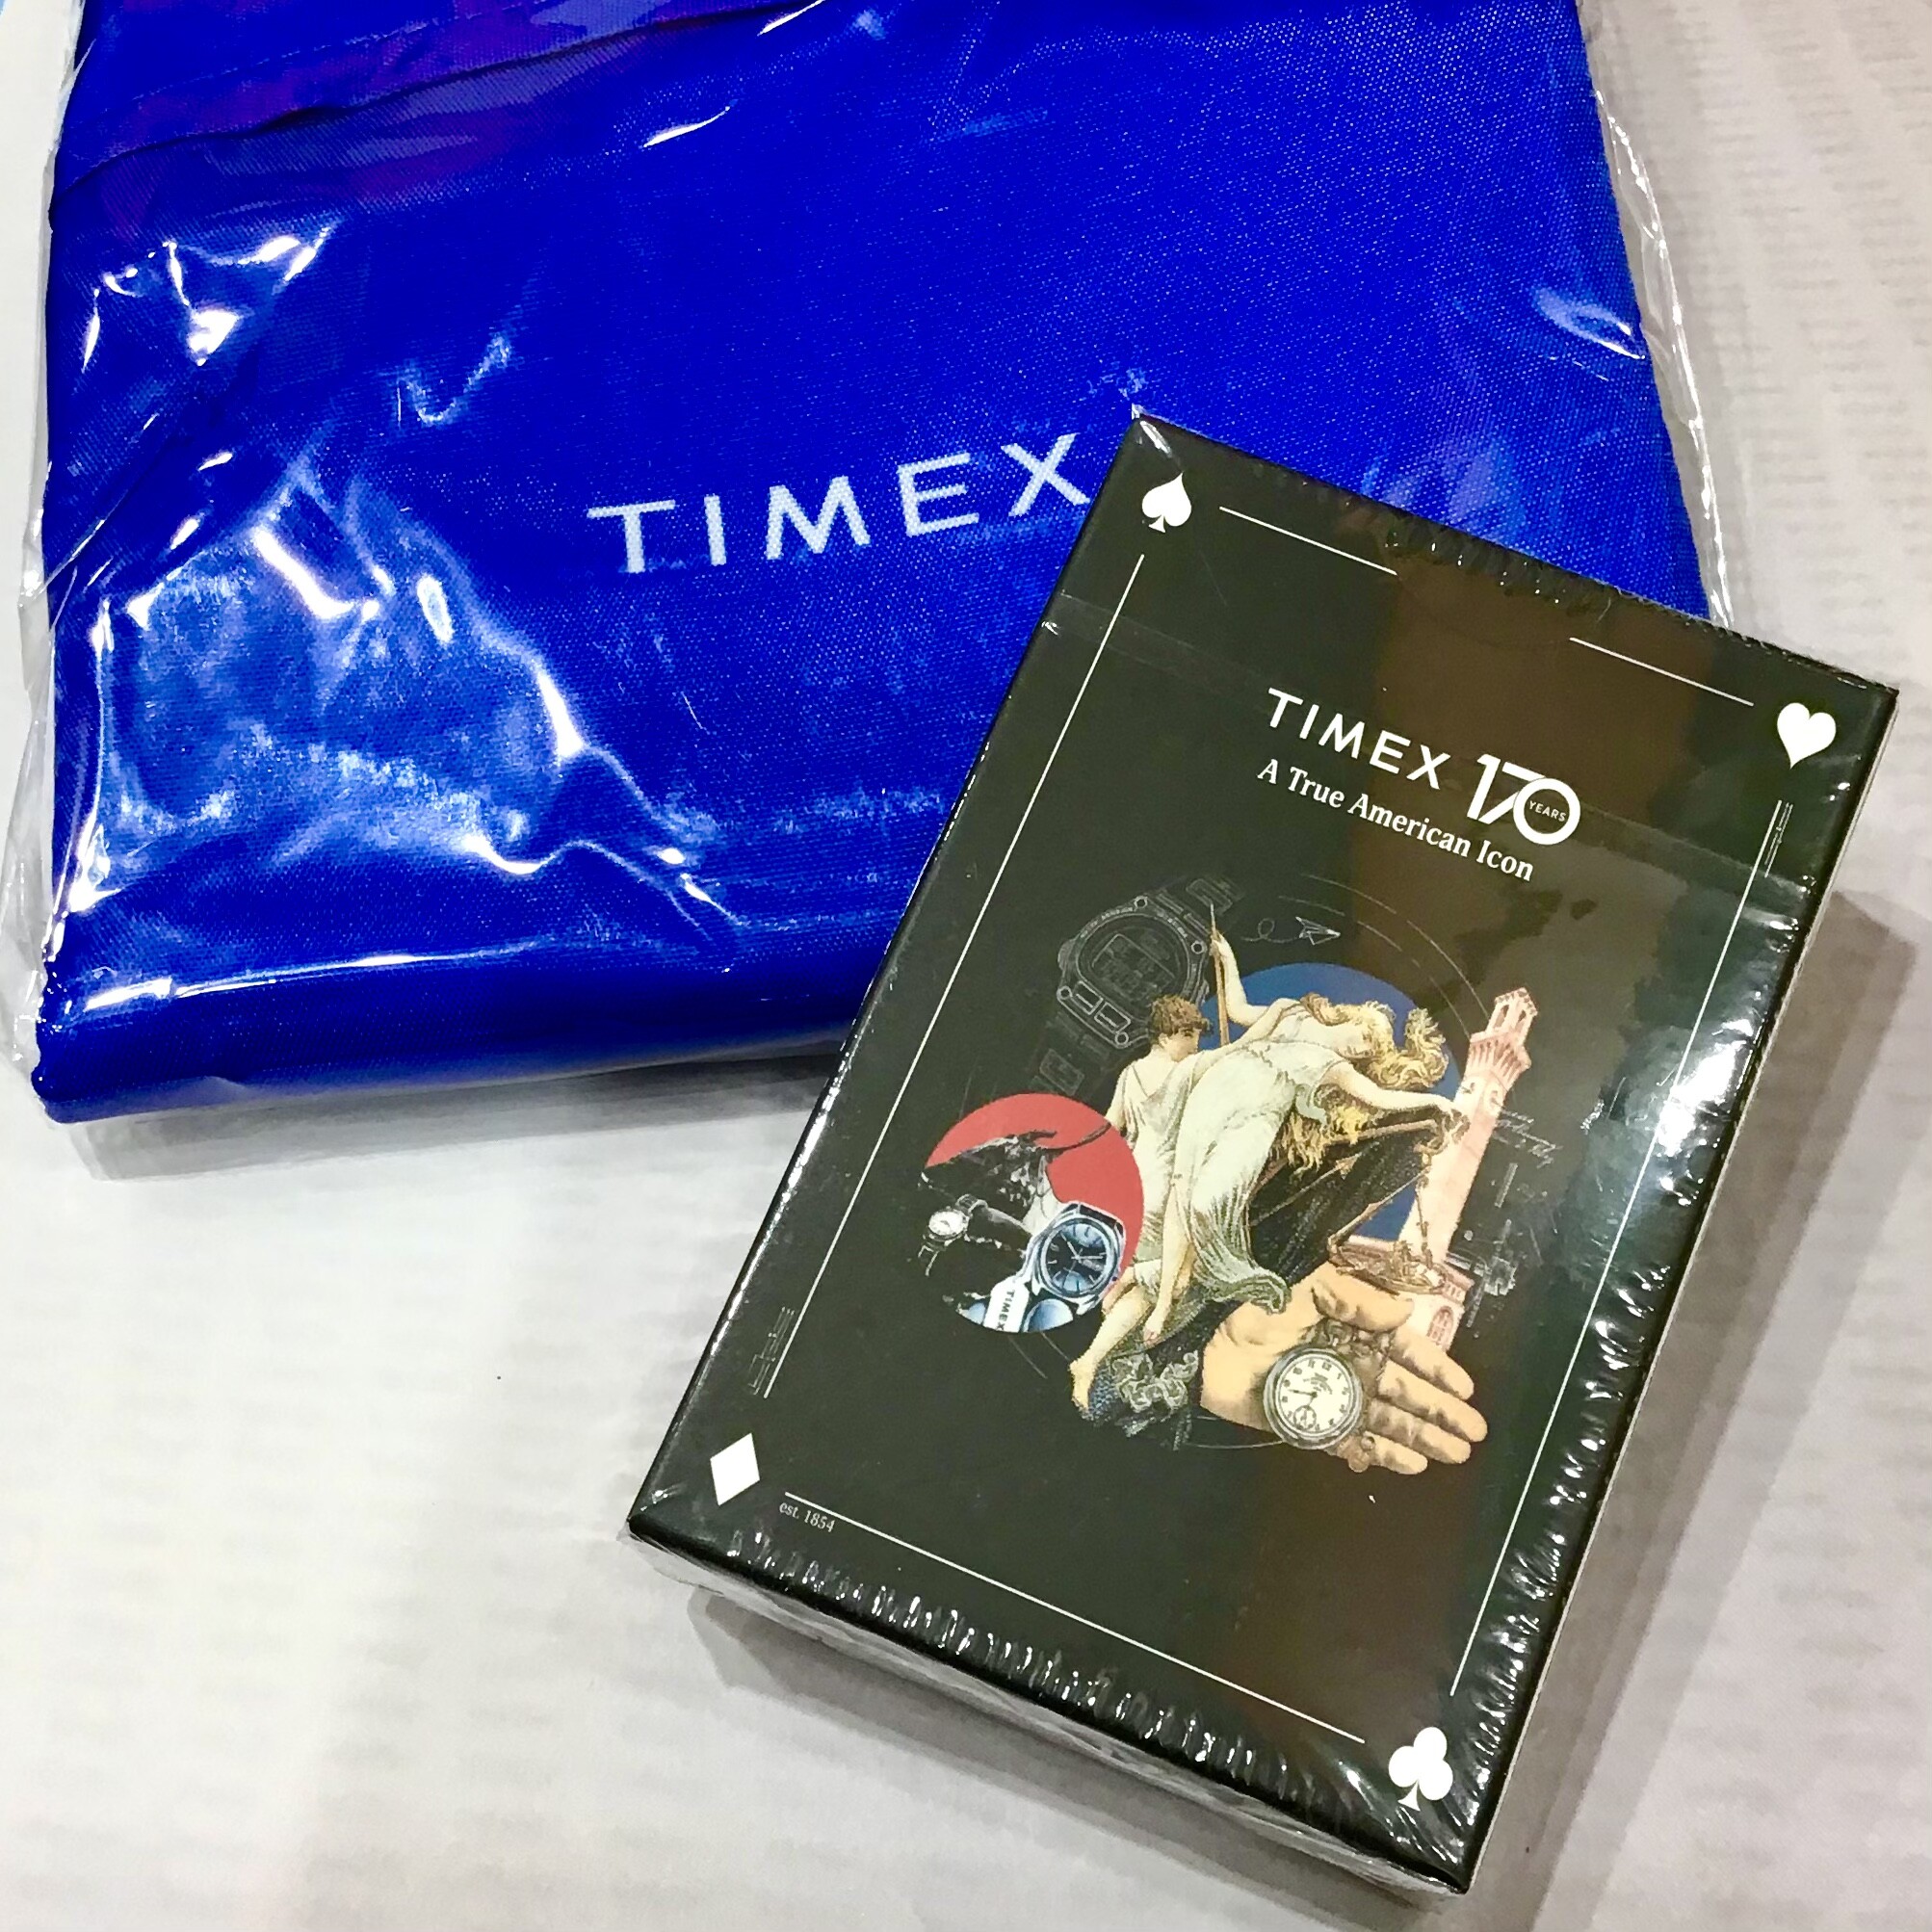 TIMEX
TIMEX 170 YEARS
A True American Icon
TIMEX
est. 1854